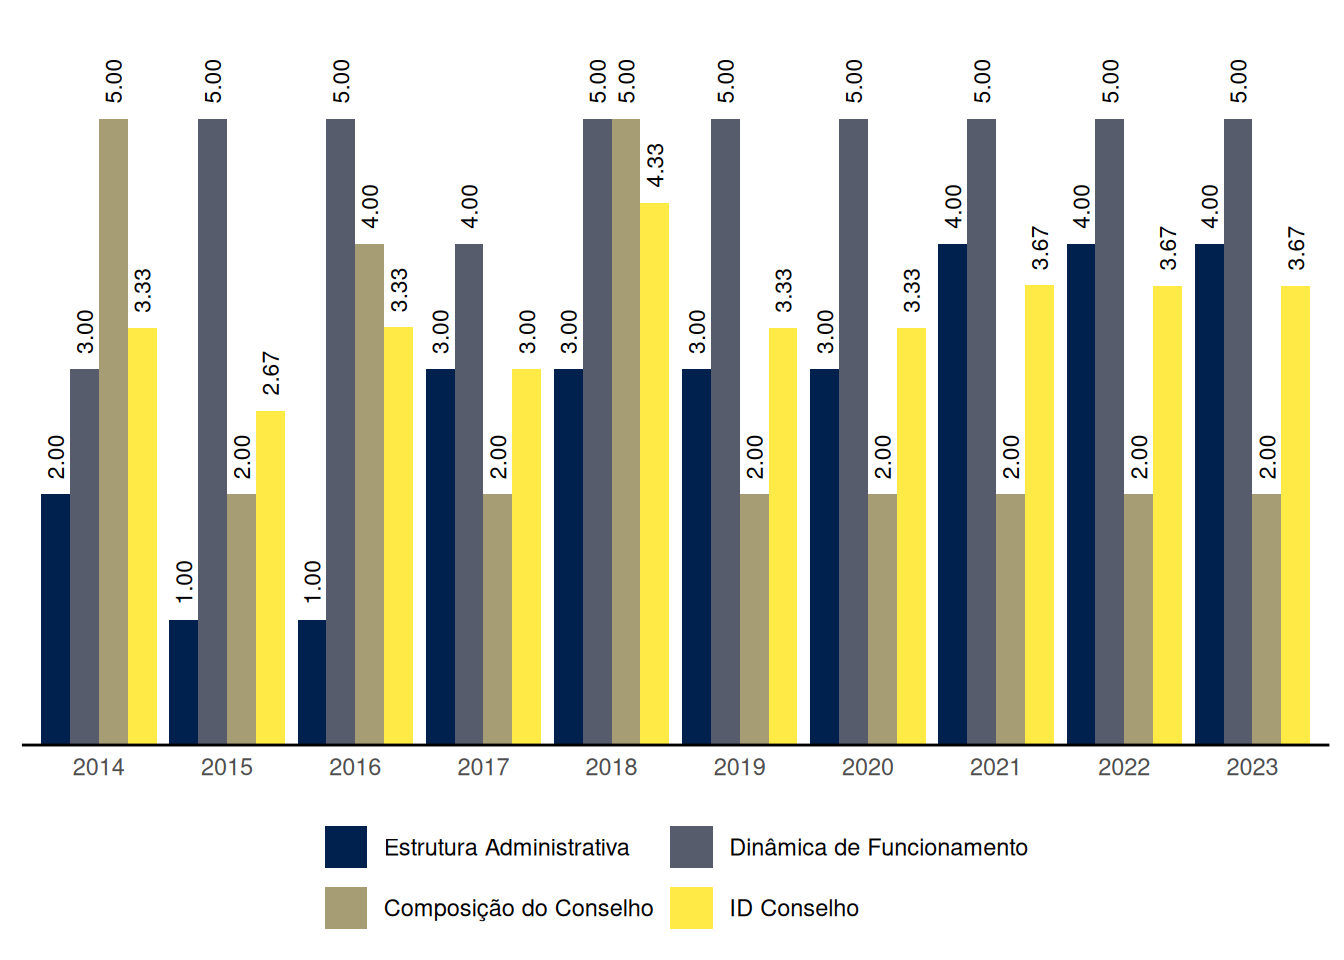 5.00 5.00 5.00 5.00 5.00 5.00 5.00 5.00 5.00 5.00
4.33
4.00 4.00 4.00 4.00 4.00
3.67 3.67 3.67
3.33 3.33 3.33 3.33
3.00 3.00 3.00 3.00 3.00 3.00
2.67
2.00 2.00 2.00 2.00 2.00 2.00 2.00 2.00
1.00 1.00
2014 2015 2016 2017 2018 2019 2020 2021 2022 2023
Estrutura Administrativa Dinâmica de Funcionamento
Composição do Conselho ID Conselho